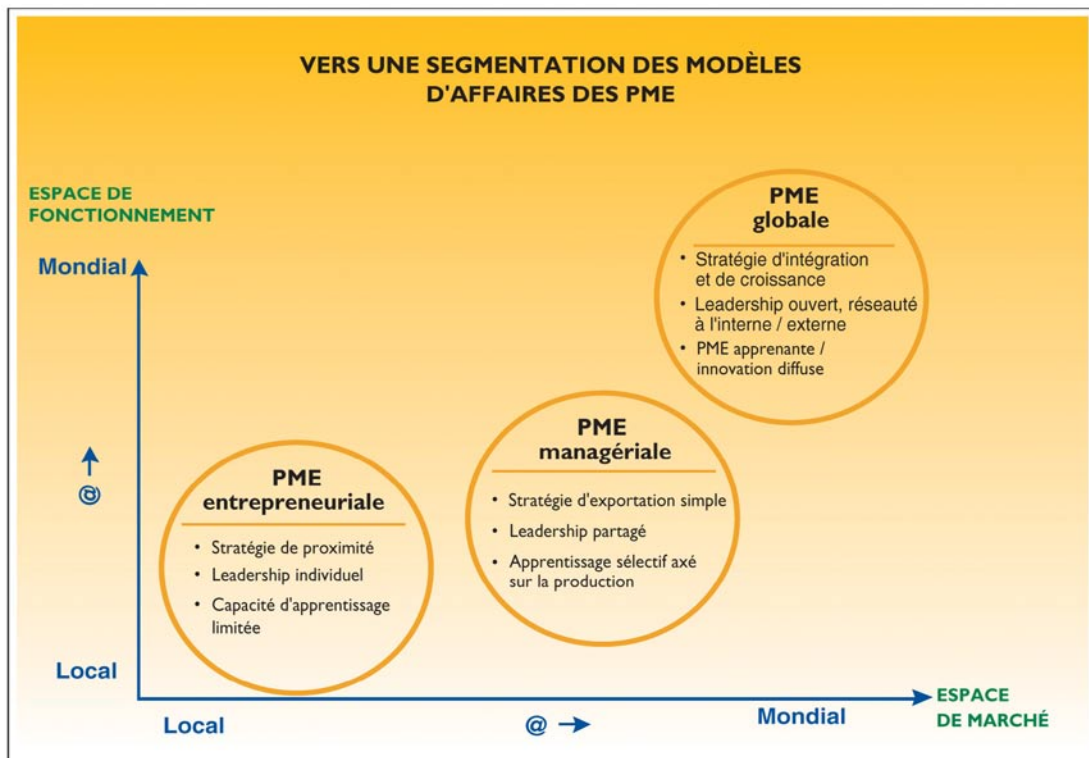 VERS UNE SEGMENTATION DES MODÈLES
D'AFFAIRES DES PME
ESPACE DE
FONCTIONNEMENT
Mondial
@
Local
PME
globale
• Stratégie d'intégration
et de croissance
• Leadership ouvert, réseauté
à l'interne / externe
• PME apprenante /
innovation diffuse
PME
managériale
• Stratégie d'exportation simple
• Leadership partagé
• Apprentissage sélectif axé
sur la production
PME
entrepreneuriale
• Stratégie de proximité
• Leadership individuel
• Capacité d'apprentissage
limitée
Local
@
Mondial
ESPACE
DE MARCHÉ